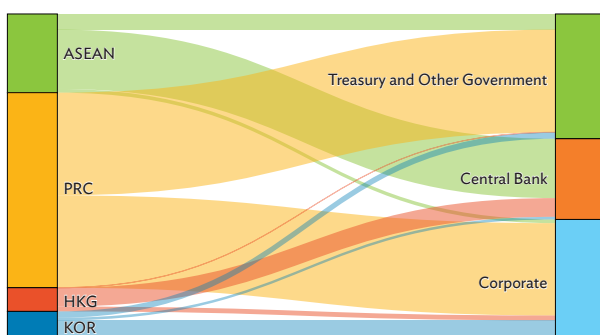 ASEAN
Treasury and Other Government
Central Bank
PRC
Corporate
HKG
KOR